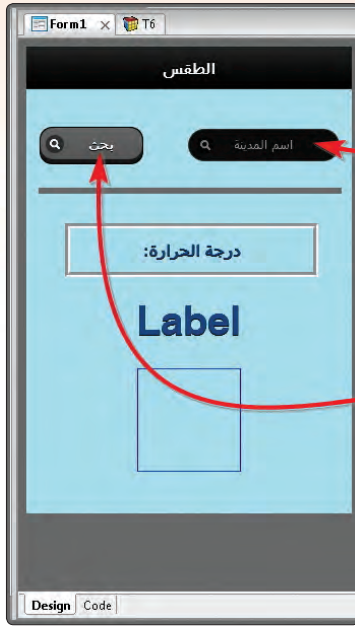 Form1 T6
الطقس
اسم المدينة بحث
درجة الحرارة:
Label
Design Code